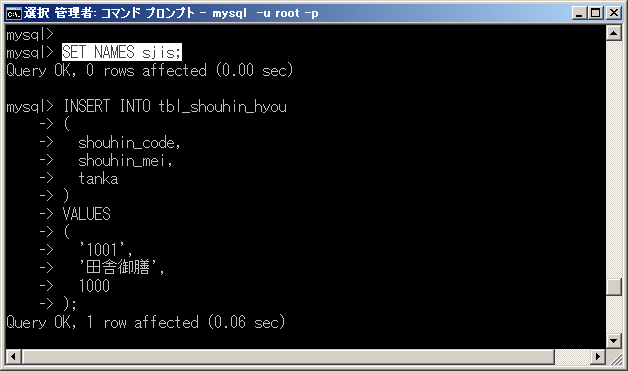 選択 管理者: コマンド プロンプト - mysql  -u root -p
mysql>
mysql> SET NAMES sjis;
Query OK, 0 rows affected (0.00 sec)
mysql> INSERT INTO tbl_shouhin_hyou
    -> (
    ->   shouhin_code,
    ->   shouhin_mei,
    ->   tanka
    -> )
    -> VALUES
    -> (
    ->   '1001',
    ->   '田舎御膳',
    ->   1000
    -> );
Query OK, 1 row affected (0.06 sec)